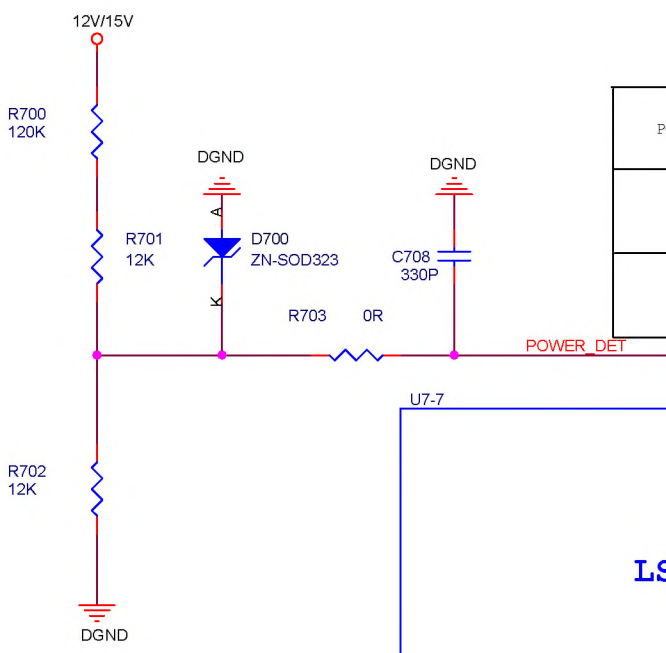 12V/15V
R700
120K
DGND
DGND
R701
12K
A
D700
ZN-SOD323
C708
330P
K
R703 0R
POWER_DET
U7-7
R702
12K
DGND